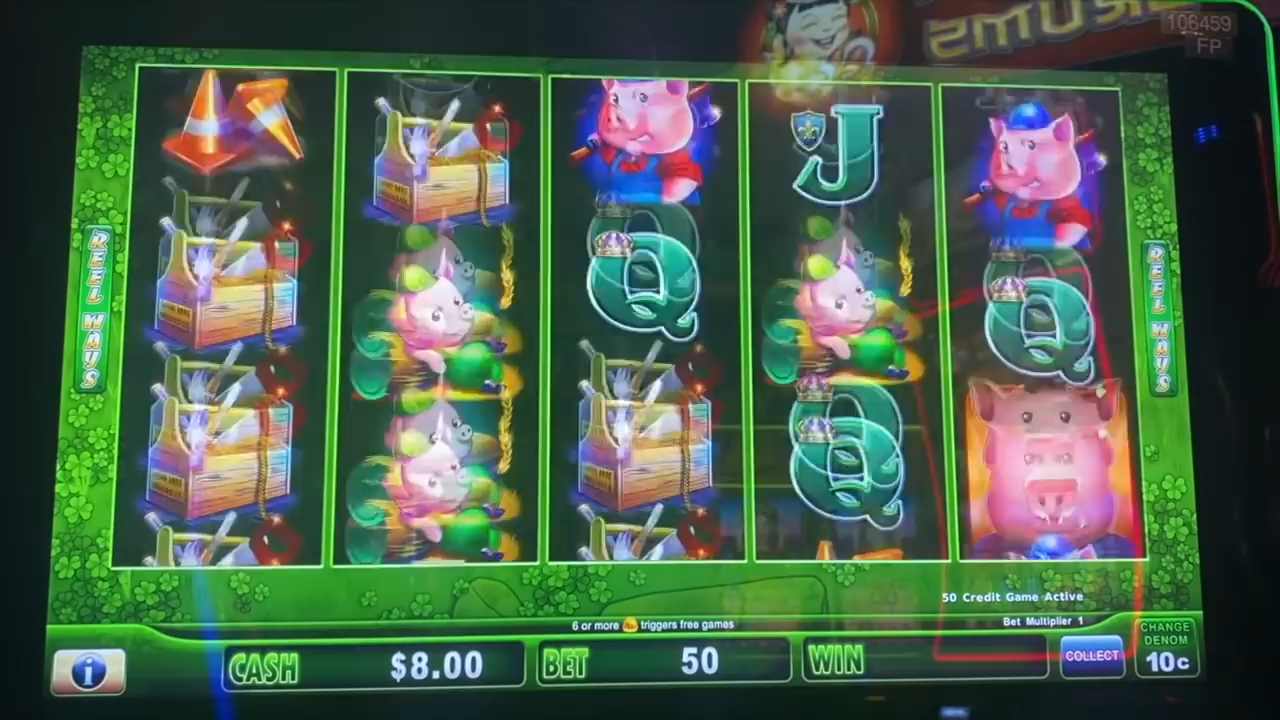 106459
FP
J
Q
Q
Q
REEL WAYS
REEL WAYS
50 Credit Game Active
6 or more triggers free games
Bet Multiplier 1
CASH $8.00
BET 50
WIN
COLLECT
CHANGE
DENOM
10¢